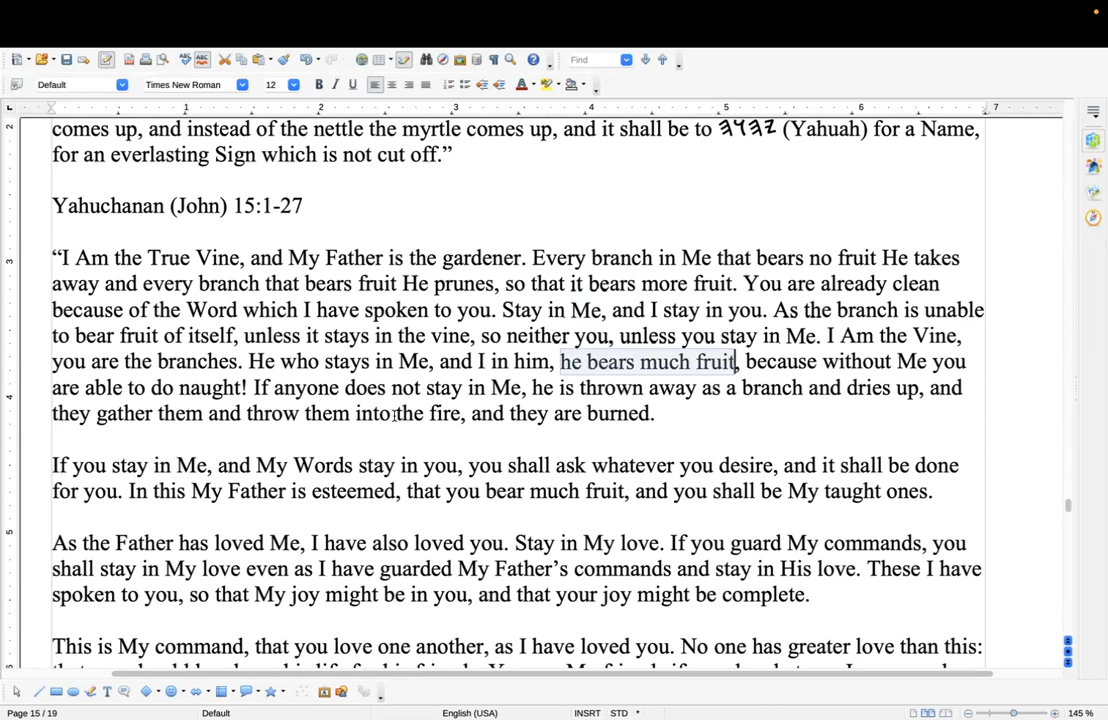 Find
Default
Times New Roman
12
1 2 3 4 5 6 7
comes up, and instead of the nettle the myrtle comes up, and it shall be to 𐤉𐤄𐤅𐤄 (Yahuah) for a Name,
for an everlasting Sign which is not cut off.”
Yahuchanan (John) 15:1-27
“I Am the True Vine, and My Father is the gardener. Every branch in Me that bears no fruit He takes
away and every branch that bears fruit He prunes, so that it bears more fruit. You are already clean
because of the Word which I have spoken to you. Stay in Me, and I stay in you. As the branch is unable
to bear fruit of itself, unless it stays in the vine, so neither you, unless you stay in Me. I Am the Vine,
you are the branches. He who stays in Me, and I in him, he bears much fruit, because without Me you
are able to do naught! If anyone does not stay in Me, he is thrown away as a branch and dries up, and
they gather them and throw them into the fire, and they are burned.
If you stay in Me, and My Words stay in you, you shall ask whatever you desire, and it shall be done
for you. In this My Father is esteemed, that you bear much fruit, and you shall be My taught ones.
As the Father has loved Me, I have also loved you. Stay in My love. If you guard My commands, you
shall stay in My love even as I have guarded My Father’s commands and stay in His love. These I have
spoken to you, so that My joy might be in you, and that your joy might be complete.
This is My command, that you love one another, as I have loved you. No one has greater love than this:
Page 15 / 19
Default
English (USA)
INSRT
STD
*
145 %